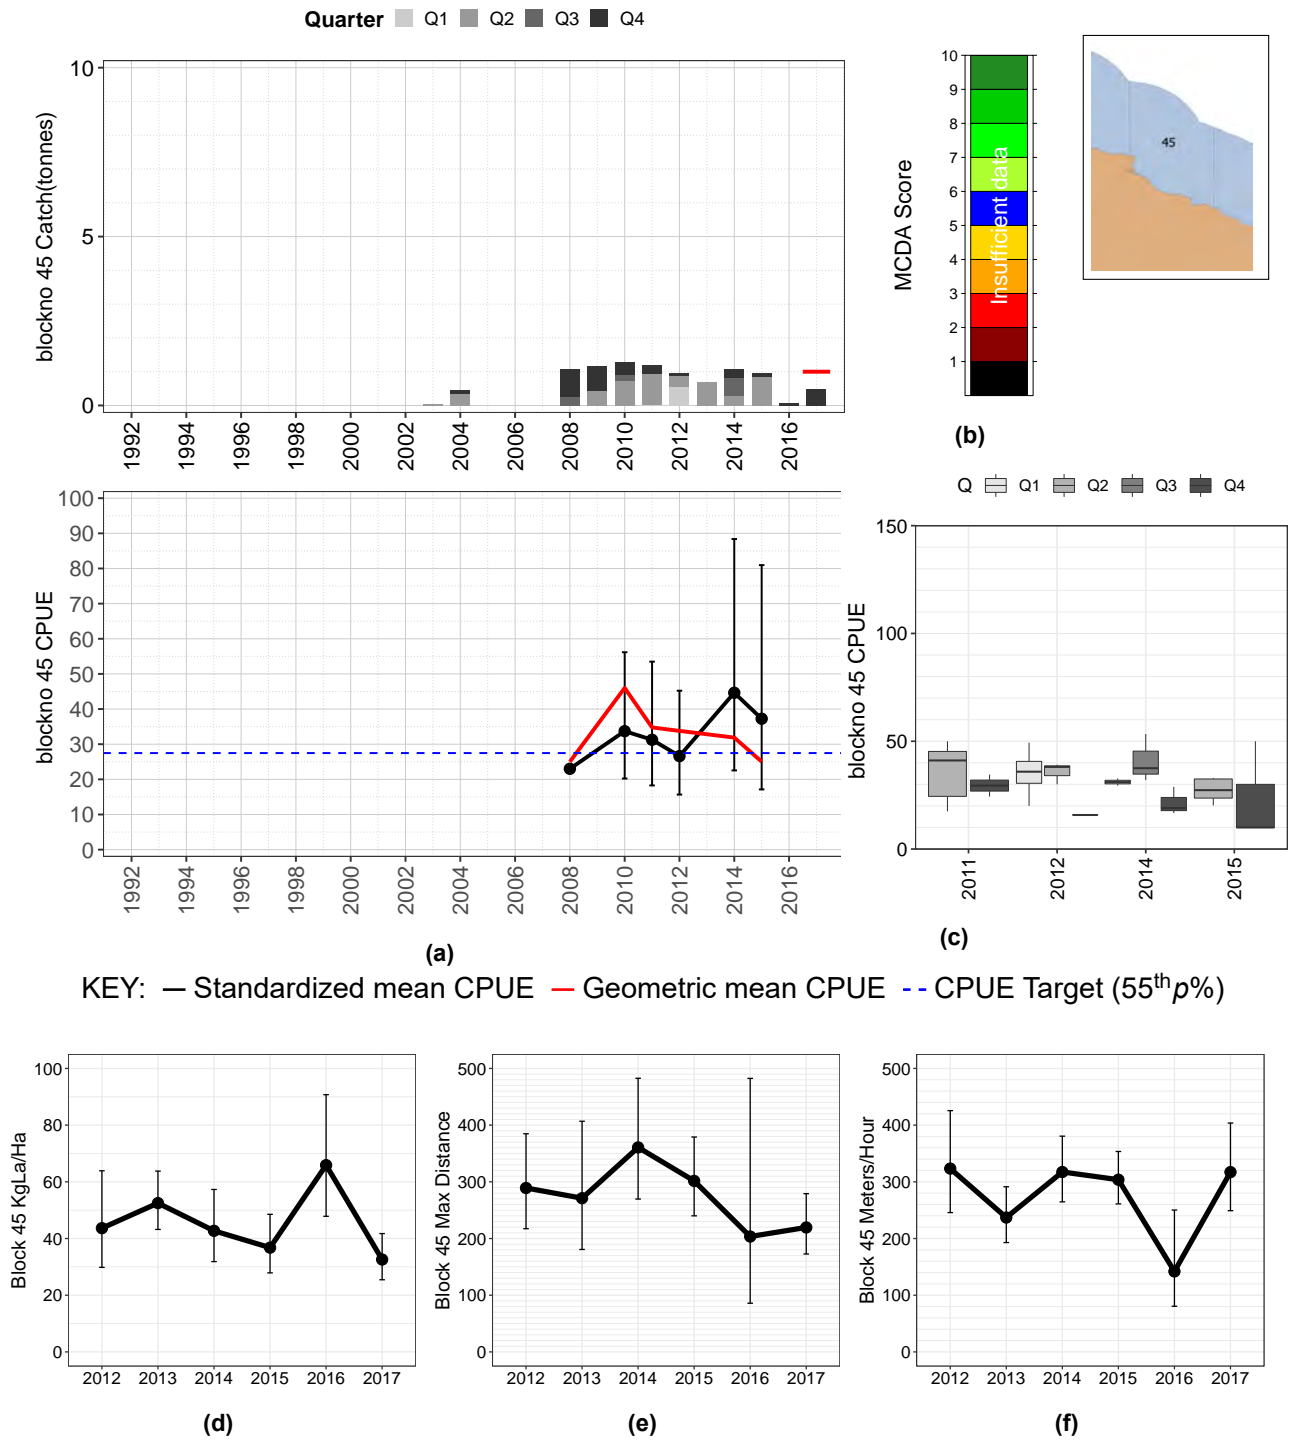 Quarter Q1 Q2 Q3 Q4
blockno 45 Catch(tonnes)
10
5
0
1992 1994 1996 1998 2000 2002 2004 2006 2008 2010 2012 2014 2016
MCDA Score
10
9
8
7
6
5
4
3
2
1
Insufficient data
(b)
45
blockno 45 CPUE
100
90
80
70
60
50
40
30
20
10
0
1992 1994 1996 1998 2000 2002 2004 2006 2008 2010 2012 2014 2016
(a)
Q Q1 Q2 Q3 Q4
blockno 45 CPUE
150
100
50
0
2011 2012 2014 2015
(c)
KEY: Standardized mean CPUE Geometric mean CPUE CPUE Target (55th p%)
Block 45 KgLa/Ha
100
80
60
40
20
0
2012 2013 2014 2015 2016 2017
(d)
Block 45 Max Distance
500
400
300
200
100
0
2012 2013 2014 2015 2016 2017
(e)
Block 45 Meters/Hour
500
400
300
200
100
0
2012 2013 2014 2015 2016 2017
(f)